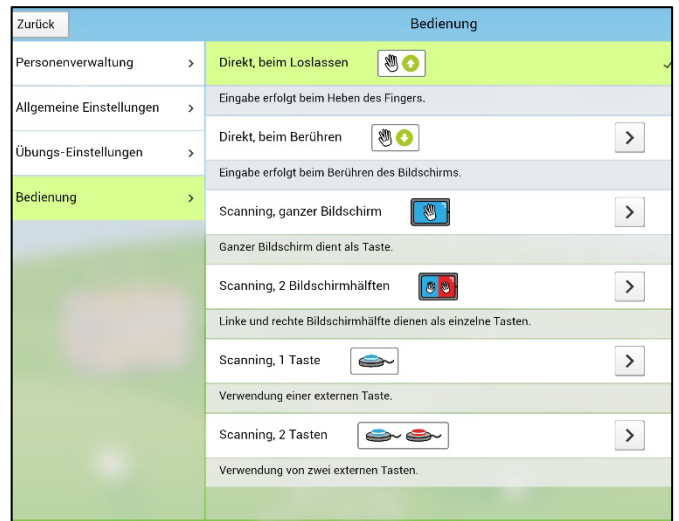 Zurück
Bedienung
Personenverwaltung
Allgemeine Einstellungen
Übungs-Einstellungen
Bedienung
Direkt, beim Loslassen
Eingabe erfolgt beim Heben des Fingers.
Direkt, beim Berühren
Eingabe erfolgt beim Berühren des Bildschirms.
Scanning, ganzer Bildschirm
Ganzer Bildschirm dient als Taste.
Scanning, 2 Bildschirmhälften
Linke und rechte Bildschirmhälfte dienen als einzelne Tasten.
Scanning, 1 Taste
Verwendung einer externen Taste.
Scanning, 2 Tasten
Verwendung von zwei externen Tasten.